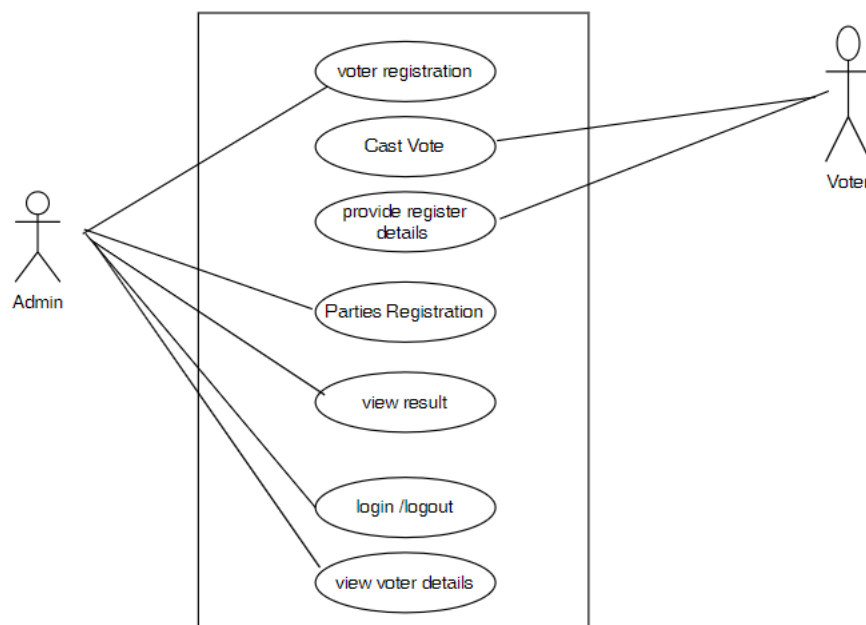 voter registration
Cast Vote
Voter
provide register
details
Admin
Parties Registration
view result
login /logout
view voter details